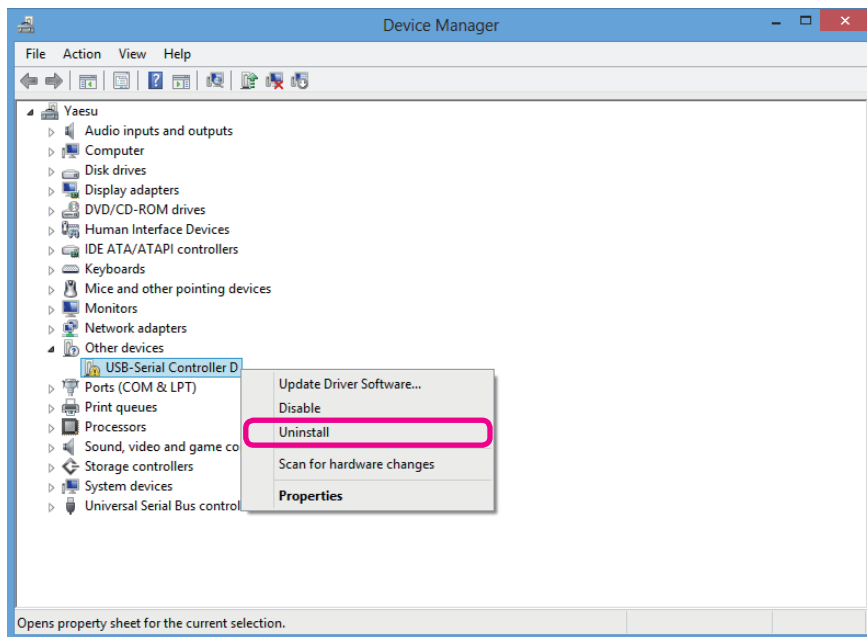 Device Manager
File Action View Help
Yaesu
Audio inputs and outputs
Computer
Disk drives
Display adapters
DVD/CD-ROM drives
Human Interface Devices
IDE ATA/ATAPI controllers
Keyboards
Mice and other pointing devices
Monitors
Network adapters
Other devices
USB-Serial Controller D
Ports (COM & LPT)
Print queues
Processors
Sound, video and game co
Storage controllers
System devices
Universal Serial Bus control
Update Driver Software...
Disable
Uninstall
Scan for hardware changes
Properties
Opens property sheet for the current selection.